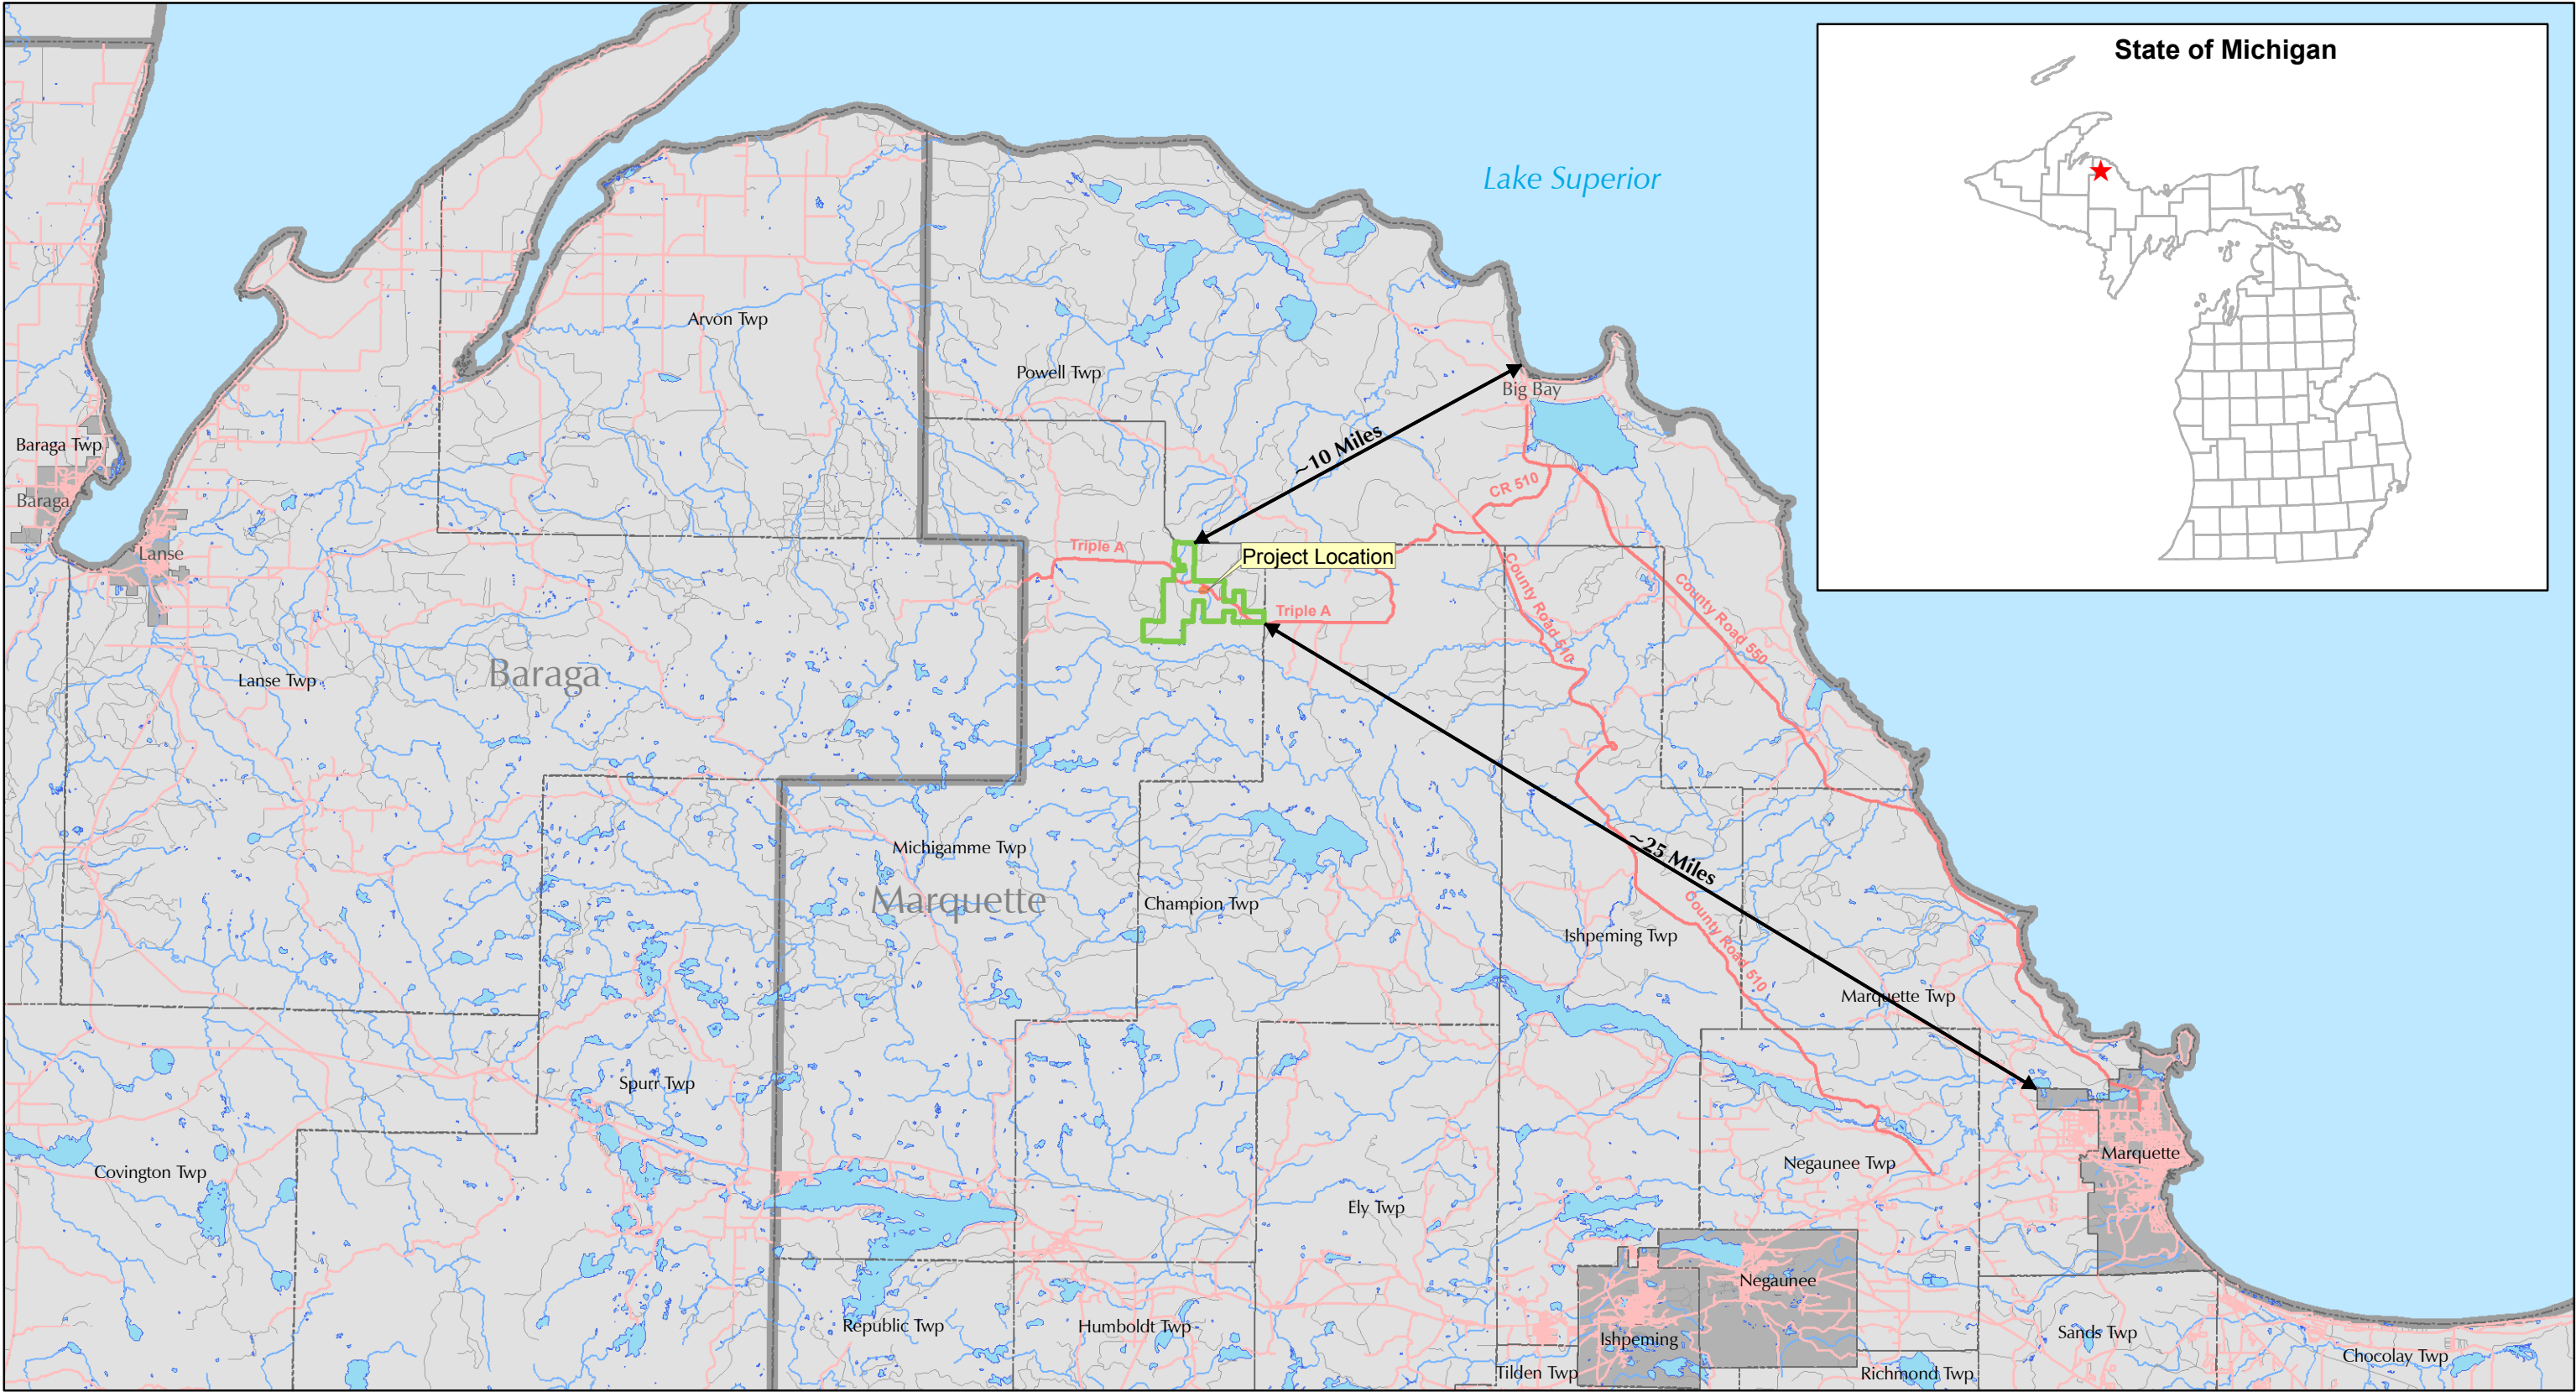 State of Michigan
Lake Superior
Arvon Twp
Powell Twp
Big Bay
~10 Miles
Baraga Twp
Baraga
CR 510
Lanse
Triple A
Project Location
County Road 510
County Road 550
Triple A
Lanse Twp
Baraga
Michigamme Twp
Marquette
Champion Twp
~25 Miles
Ishpeming Twp
County Road 510
Marquette Twp
Spurr Twp
Covington Twp
Negaunee Twp
Marquette
Ely Twp
Negaunee
Republic Twp
Humboldt Twp
Ishpeming
Sands Twp
Tilden Twp
Richmond Twp
Chocolay Twp